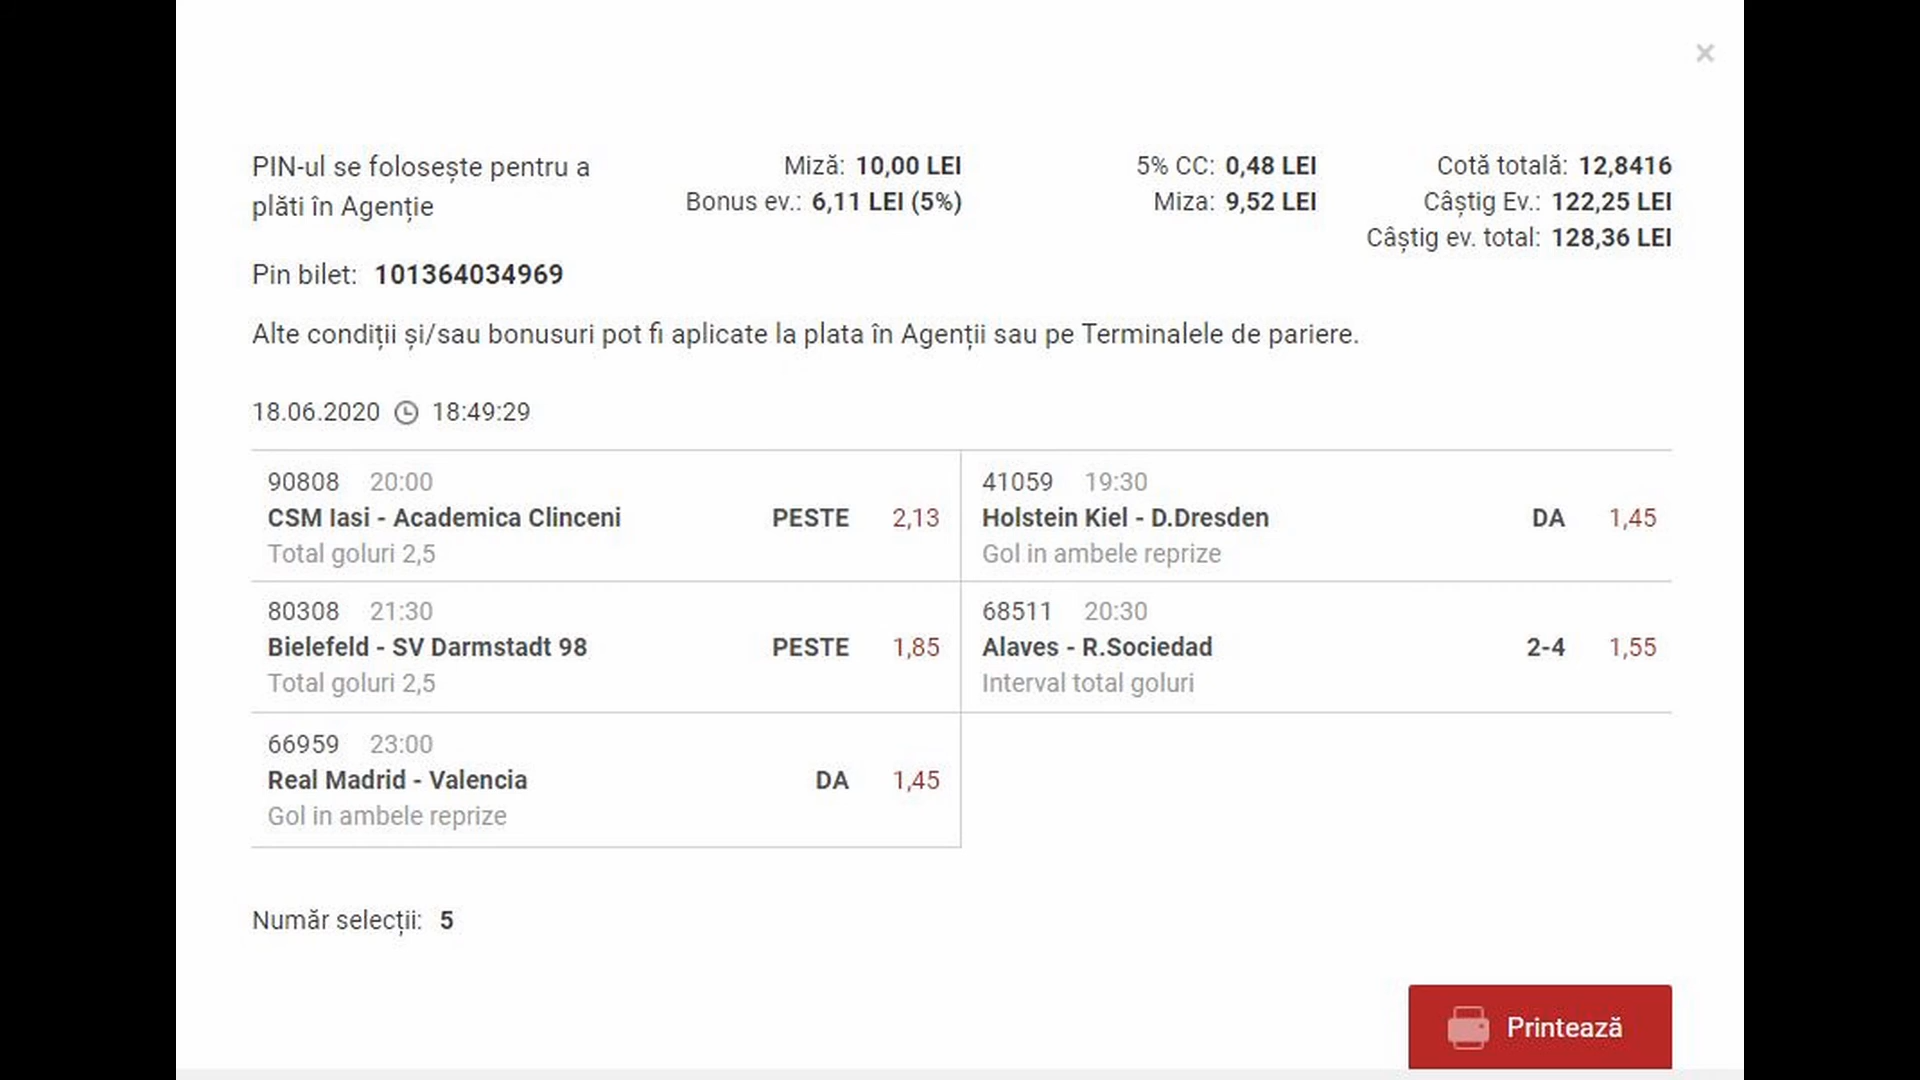 ×
PIN-ul se folosește pentru a
plăti în Agenție
Pin bilet: 101364034969
Miză: 10,00 LEI
Bonus ev.: 6,11 LEI (5%)
5% CC: 0,48 LEI
Miza: 9,52 LEI
Cotă totală: 12,8416
Câștig Ev.: 122,25 LEI
Câștig ev. total: 128,36 LEI
Alte condiții și/sau bonusuri pot fi aplicate la plata în Agenții sau pe Terminalele de pariere.
18.06.2020 18:49:29
90808 20:00
CSM Iasi - Academica Clinceni PESTE 2,13
Total goluri 2,5
41059 19:30
Holstein Kiel - D.Dresden DA 1,45
Gol in ambele reprize
80308 21:30
Bielefeld - SV Darmstadt 98 PESTE 1,85
Total goluri 2,5
68511 20:30
Alaves - R.Sociedad 2-4 1,55
Interval total goluri
66959 23:00
Real Madrid - Valencia DA 1,45
Gol in ambele reprize
Număr selecții: 5
Printează